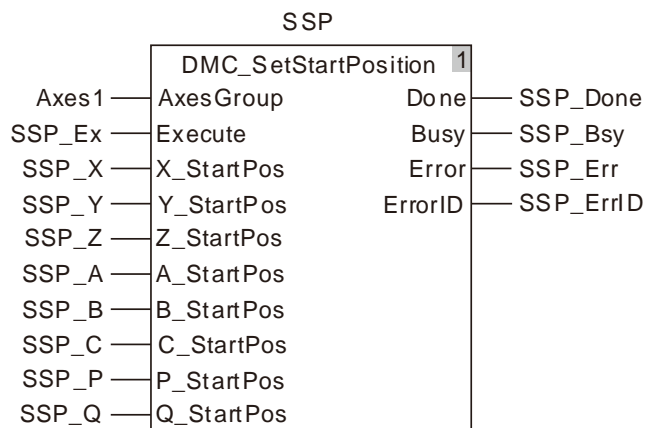 SSP
DMC_SetStartPosition 1
Axes1 AxesGroup Done SSP_Done
SSP_Ex Execute Busy SSP_Bsy
SSP_X X_StartPos Error SSP_Err
SSP_Y Y_StartPos ErrorID SSP_ErrID
SSP_Z Z_StartPos
SSP_A A_StartPos
SSP_B B_StartPos
SSP_C C_StartPos
SSP_P P_StartPos
SSP_Q Q_StartPos